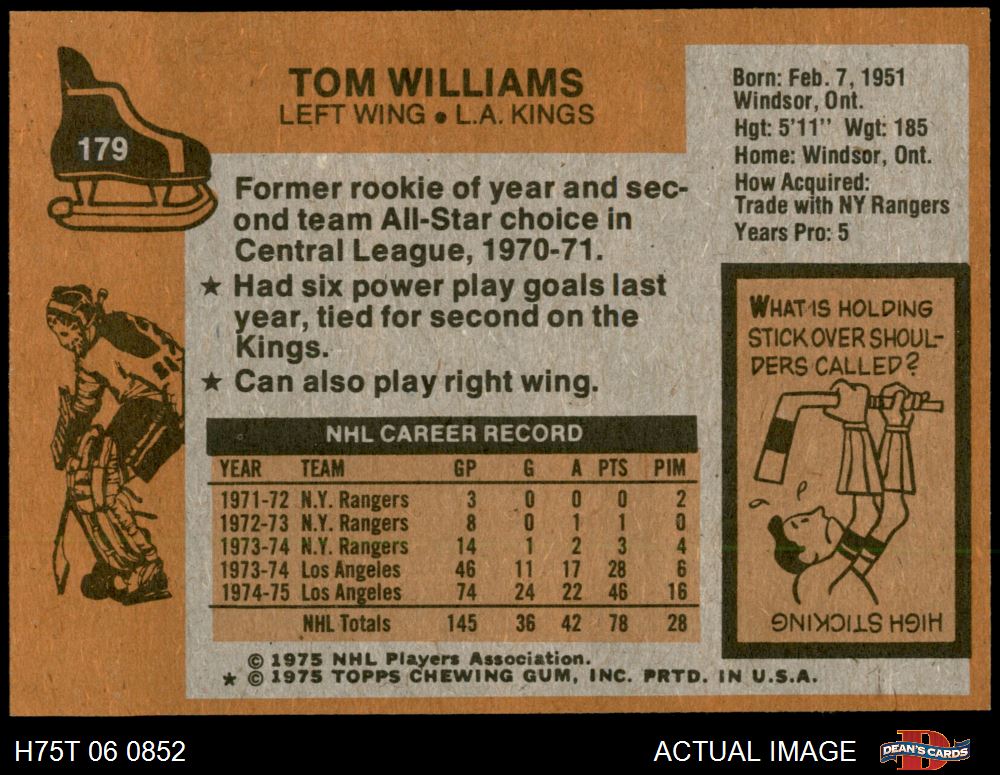 TOM WILLIAMS
LEFT WING • L.A. KINGS
179
Born: Feb. 7, 1951
Windsor, Ont.
Hgt: 5'11" Wgt: 185
Home: Windsor, Ont.
How Acquired:
Trade with NY Rangers
Years Pro: 5
Former rookie of year and sec-
ond team All-Star choice in
Central League, 1970-71.
★ Had six power play goals last
year, tied for second on the
Kings.
★ Can also play right wing.
WHAT IS HOLDING
STICK OVER SHOUL-
DERS CALLED?
HIGH STICKING
NHL CAREER RECORD
YEAR TEAM GP G A PTS PIM
1971-72 N.Y. Rangers 3 0 0 0 2
1972-73 N.Y. Rangers 8 0 1 1 0
1973-74 N.Y. Rangers 14 1 2 3 4
1973-74 Los Angeles 46 11 17 28 6
1974-75 Los Angeles 74 24 22 46 16
NHL Totals 145 36 42 78 28
© 1975 NHL Players Association.
★ © 1975 TOPPS CHEWING GUM, INC. PRTD. IN U.S.A.
H75T 06 0852
ACTUAL IMAGE
D
DEAN'S CARDS